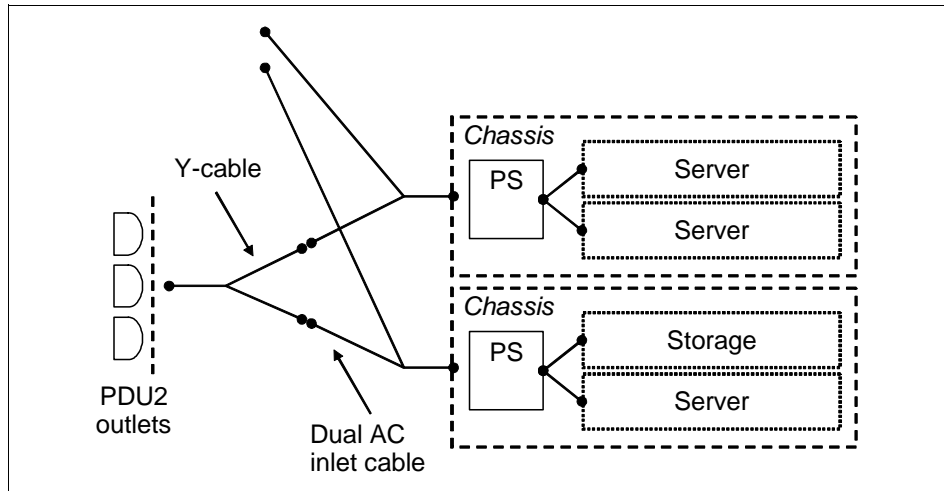 Chassis
PS
Server
Server
Y-cable
Chassis
PS
Storage
Server
PDU2
outlets
Dual AC
inlet cable